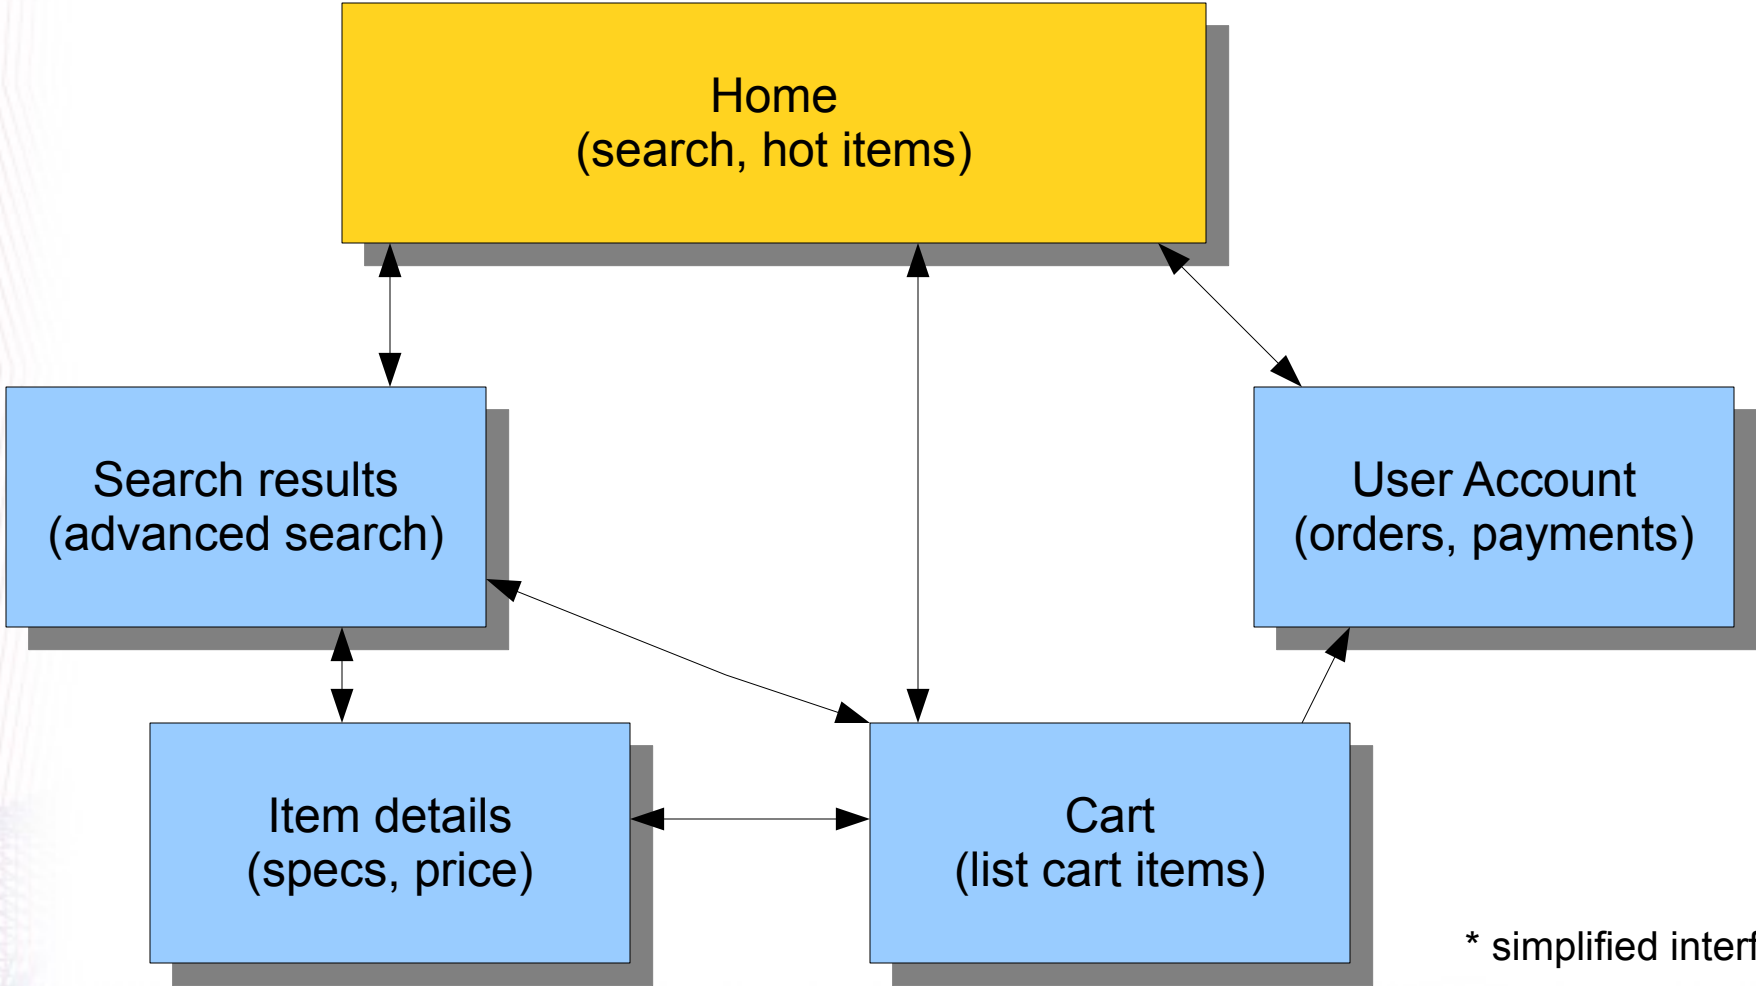 Home
(search, hot items)
Search results
(advanced search)
User Account
(orders, payments)
Item details
(specs, price)
Cart
(list cart items)
* simplified